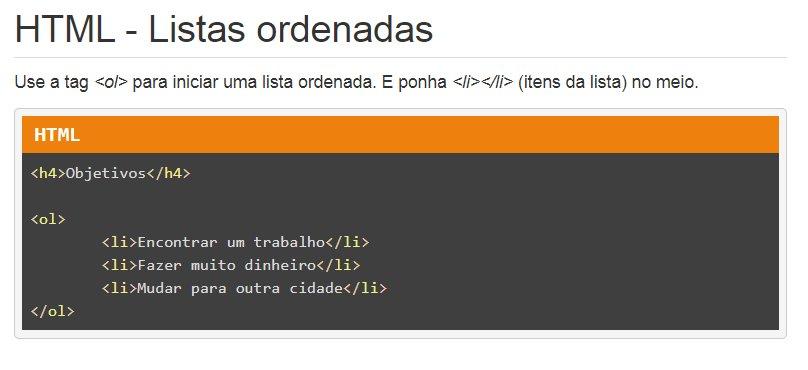 HTML - Listas ordenadas
Use a tag <ol> para iniciar uma lista ordenada. E ponha <li></li> (itens da lista) no meio.
HTML
<h4>Objetivos</h4>
<ol>
<li>Encontrar um trabalho</li>
<li>Fazer muito dinheiro</li>
<li>Mudar para outra cidade</li>
</ol>